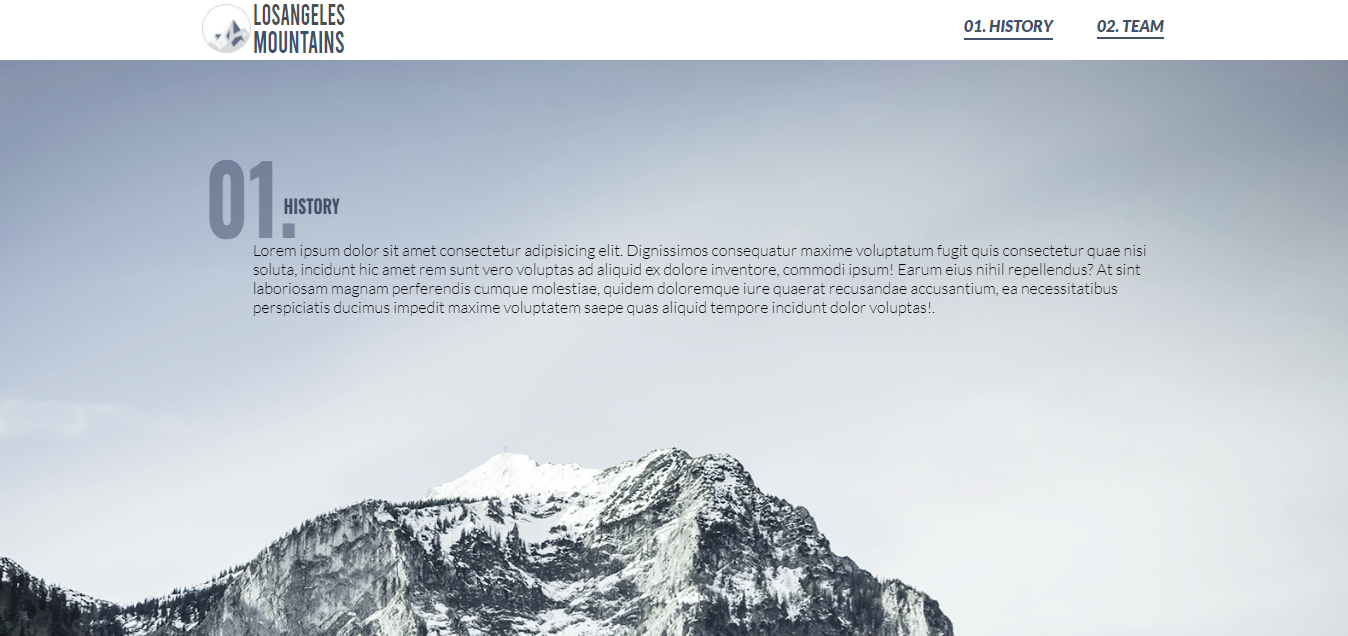 LOSANGELES
MOUNTAINS
01. HISTORY
02. TEAM
01. HISTORY
Lorem ipsum dolor sit amet consectetur adipisicing elit. Dignissimos consequatur maxime voluptatum fugit quis consectetur quae nisi
soluta, incidunt hic amet rem sunt vero voluptas ad aliquid ex dolore inventore, commodi ipsum! Earum eius nihil repellendus? At sint
laboriosam magnam perferendis cumque molestiae, quidem doloremque iure quaerat recusandae accusantium, ea necessitatibus
perspiciatis ducimus impedit maxime voluptatem saepe quas aliquid tempore incidunt dolor voluptas!.